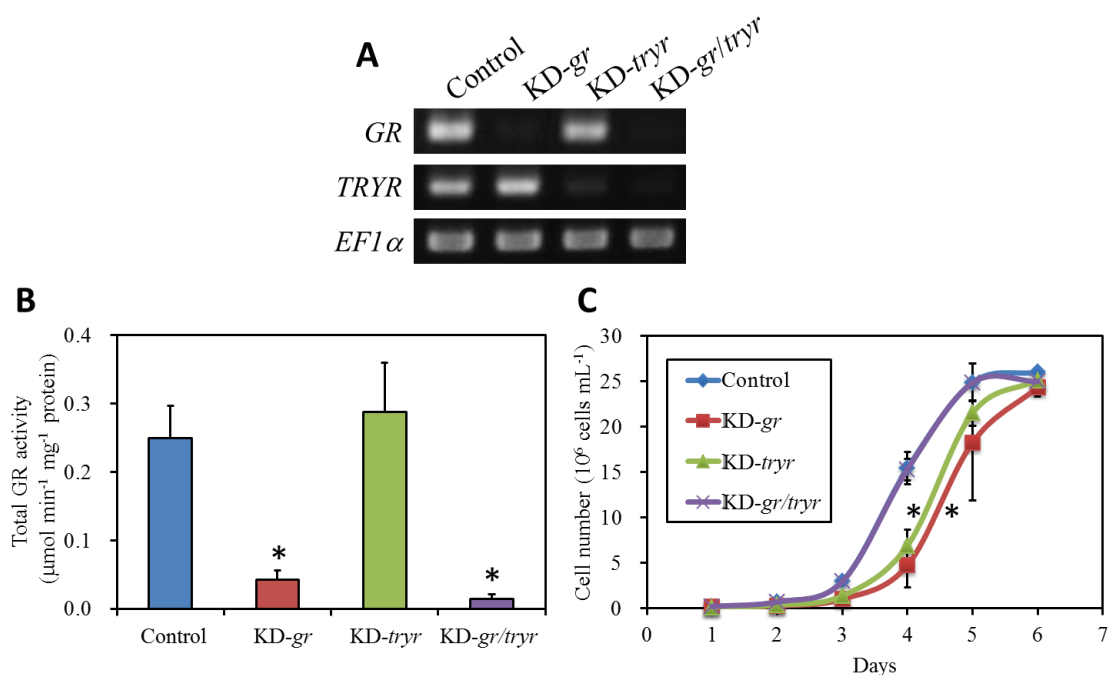 A
Control
KD-gr
KD-tryr
KD-gr/tryr
GR
TRYR
EF1α
B
Total GR activity
(μmol min⁻¹ mg⁻¹ protein)
0.4
0.3
0.2
0.1
0.0
*
*
Control
KD-gr
KD-tryr
KD-gr/tryr
C
Cell number (10⁶ cells mL⁻¹)
30
25
20
15
10
5
0
Control
KD-gr
KD-tryr
KD-gr/tryr
* *
0 1 2 3 4 5 6 7
Days